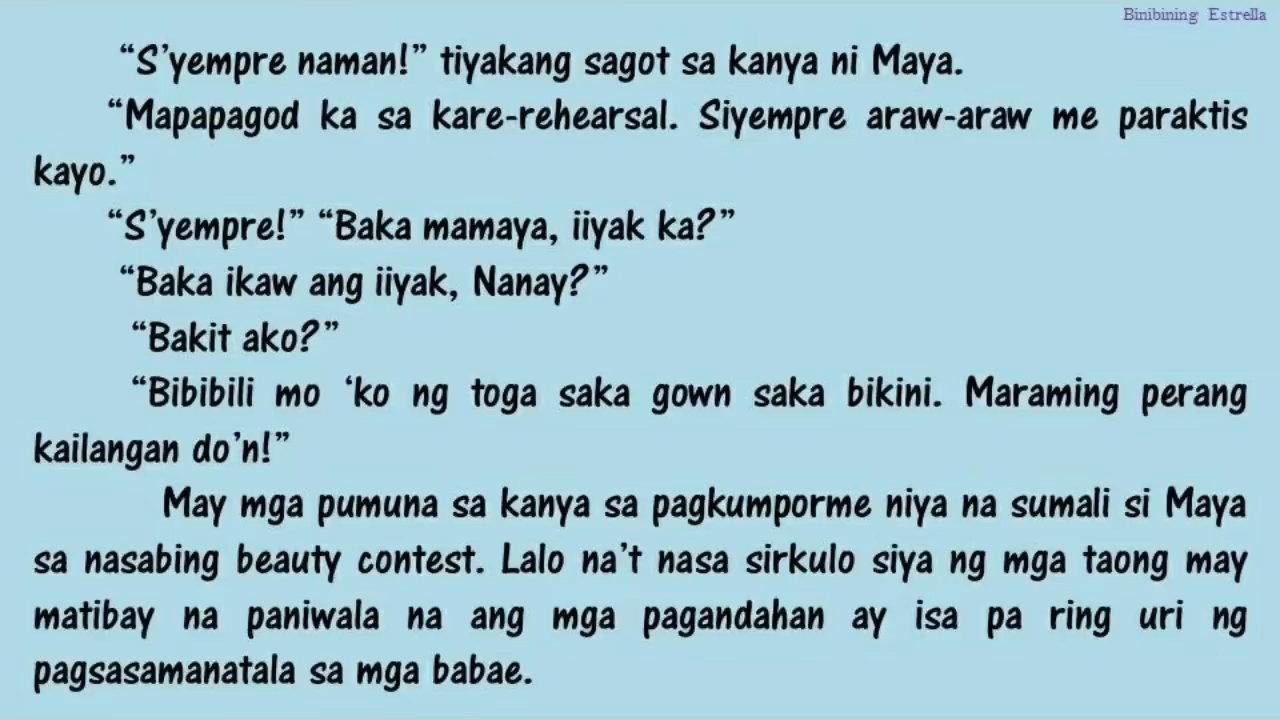 Binibining Estrella
“S’yempre naman!” tiyakang sagot sa kanya ni Maya.
“Mapapagod ka sa kare-rehearsal. Siyempre araw-araw me paraktis
kayo.”
“S’yempre!” “Baka mamaya, iiyak ka?”
“Baka ikaw ang iiyak, Nanay?”
“Bakit ako?”
“Bibibili mo ‘ko ng toga saka gown saka bikini. Maraming perang
kailangan do’n!”
May mga pumuna sa kanya sa pagkumporme niya na sumali si Maya
sa nasabing beauty contest. Lalo na’t nasa sirkulo siya ng mga taong may
matibay na paniwala na ang mga pagandahan ay isa pa ring uri ng
pagsasamanatala sa mga babae.